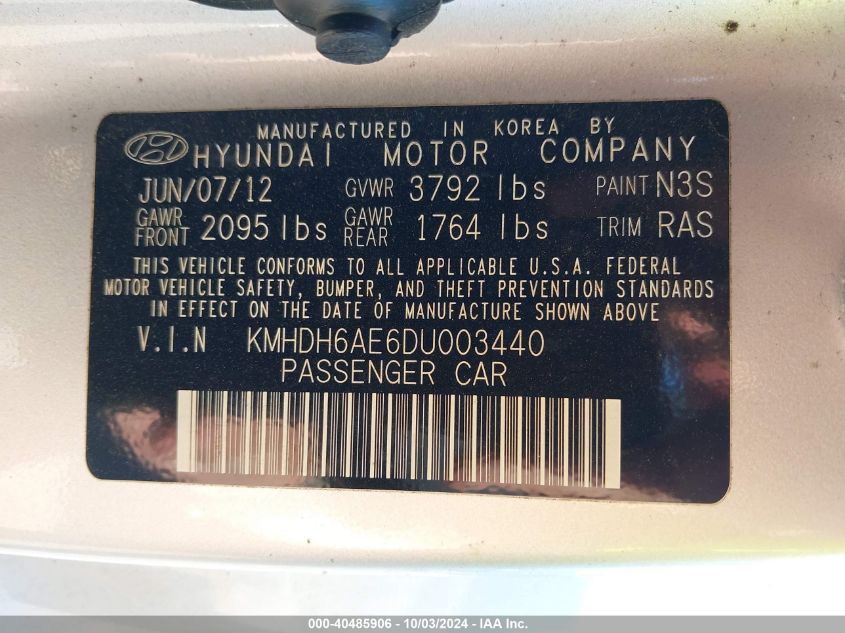 MANUFACTURED IN KOREA BY
HYUNDAI MOTOR COMPANY
JUN/07/12 GVWR 3792 lbs PAINT N3S
GAWR FRONT 2095 lbs GAWR REAR 1764 lbs TRIM RAS
THIS VEHICLE CONFORMS TO ALL APPLICABLE U.S.A. FEDERAL
MOTOR VEHICLE SAFETY, BUMPER, AND THEFT PREVENTION STANDARDS
IN EFFECT ON THE DATE OF MANUFACTURE SHOWN ABOVE
V.I.N KMHDH6AE6DU003440
PASSENGER CAR
000-40485906 - 10/03/2024 - IAA Inc.